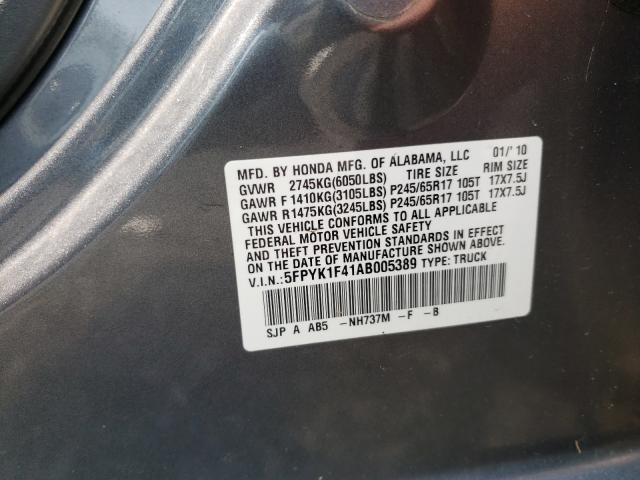 MFD. BY HONDA MFG. OF ALABAMA, LLC 01/'10
GVWR 2745KG(6050LBS) TIRE SIZE RIM SIZE
GAWR F1410KG(3105LBS) P245/65R17 105T 17X7.5J
GAWR R1475KG(3245LBS) P245/65R17 105T 17X7.5J
THIS VEHICLE CONFORMS TO ALL APPLICABLE
FEDERAL MOTOR VEHICLE SAFETY
AND THEFT PREVENTION STANDARDS IN EFFECT
ON THE DATE OF MANUFACTURE SHOWN ABOVE.
V.I.N.:5FPYK1F41AB005389 TYPE: TRUCK
SJP A AB5 -NH737M -F -B